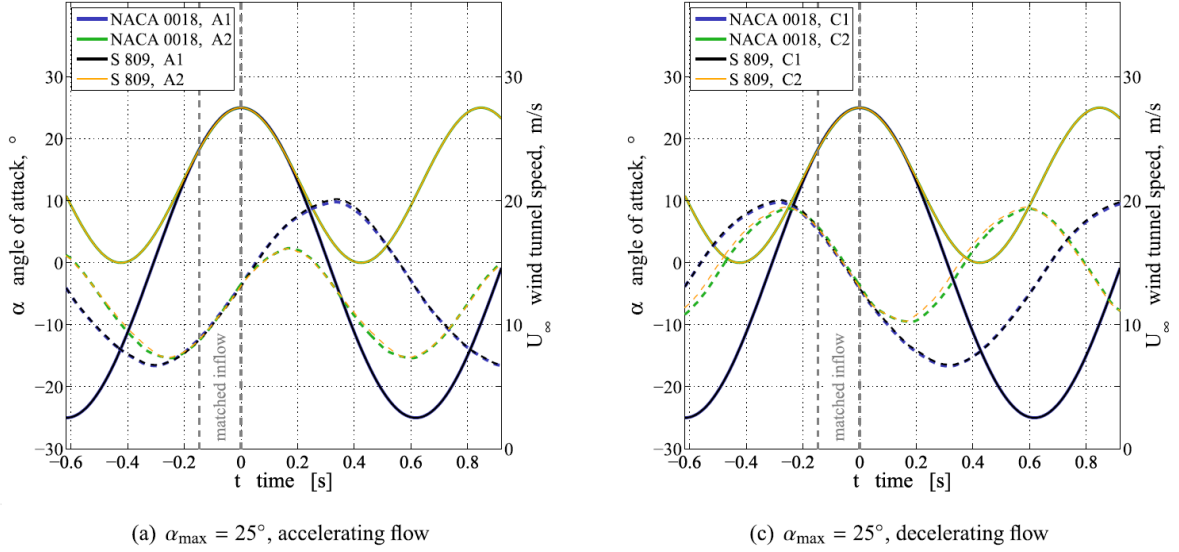 NACA 0018, A1
NACA 0018, A2
S 809, A1
S 809, A2
30
20
10
0
−10
−20
−30
α angle of attack, °
30
20
10
0
U∞ wind tunnel speed, m/s
matched inflow
−0.6 −0.4 −0.2 0 0.2 0.4 0.6 0.8
t time [s]
(a) αmax = 25°, accelerating flow
NACA 0018, C1
NACA 0018, C2
S 809, C1
S 809, C2
30
20
10
0
−10
−20
−30
α angle of attack, °
30
20
10
0
U∞ wind tunnel speed, m/s
matched inflow
−0.6 −0.4 −0.2 0 0.2 0.4 0.6 0.8
t time [s]
(c) αmax = 25°, decelerating flow